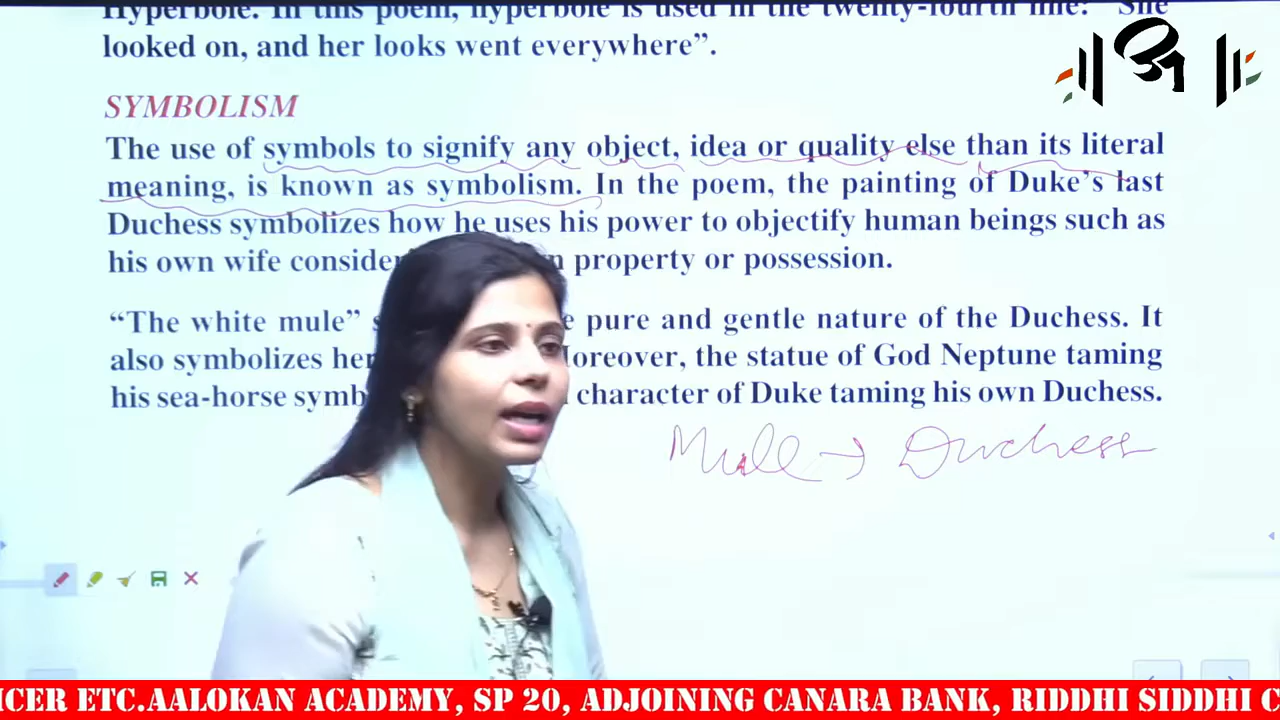 Hyperbole. In this poem, hyperbole is used in the twenty-fourth line: “She
looked on, and her looks went everywhere”.
SYMBOLISM
The use of symbols to signify any object, idea or quality else than its literal
meaning, is known as symbolism. In the poem, the painting of Duke’s last
Duchess symbolizes how he uses his power to objectify human beings such as
his own wife property or possession.
“The white mule” pure and gentle nature of the Duchess. It
also symbolizes her the statue of God Neptune taming
his sea-horse character of Duke taming his own Duchess.
Mule → Duchess
ICER ETC.AALOKAN ACADEMY, SP 20, ADJOINING CANARA BANK, RIDDHI SIDDHI C